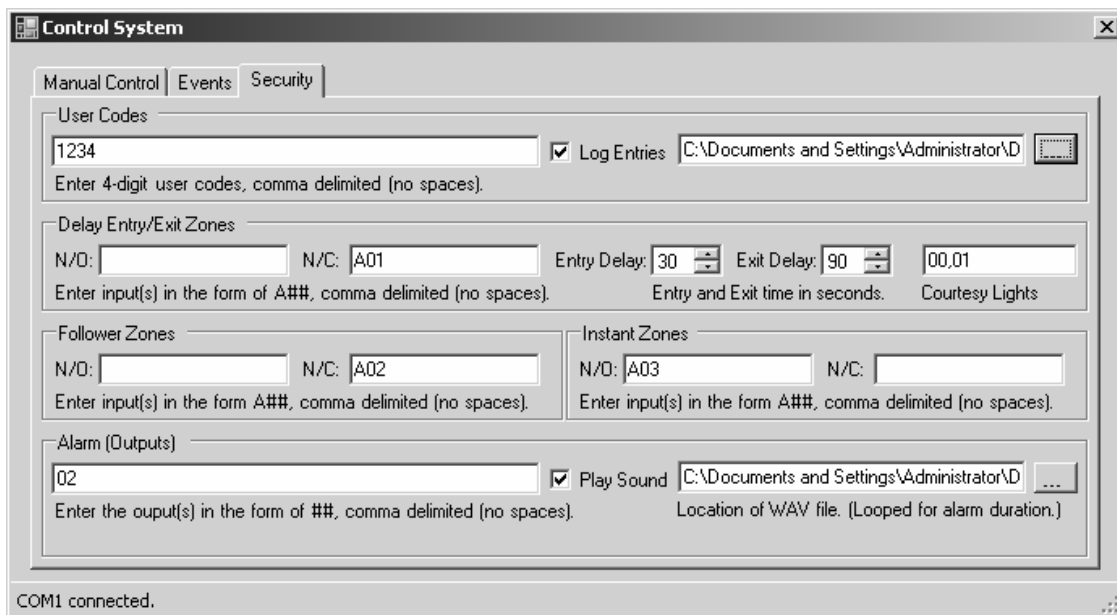 Control System
Manual Control Events Security
User Codes
1234 Log Entries C:\Documents and Settings\Administrator\D ...
Enter 4-digit user codes, comma delimited (no spaces).
Delay Entry/Exit Zones
N/O: N/C: A01 Entry Delay: 30 Exit Delay: 90 00,01
Enter input(s) in the form of A##, comma delimited (no spaces). Entry and Exit time in seconds. Courtesy Lights
Follower Zones Instant Zones
N/O: N/C: A02 N/O: A03 N/C:
Enter input(s) in the form A##, comma delimited (no spaces). Enter input(s) in the form A##, comma delimited (no spaces).
Alarm (Outputs)
02 Play Sound C:\Documents and Settings\Administrator\D ...
Enter the ouput(s) in the form of ##, comma delimited (no spaces). Location of WAV file. (Looped for alarm duration.)
COM1 connected.